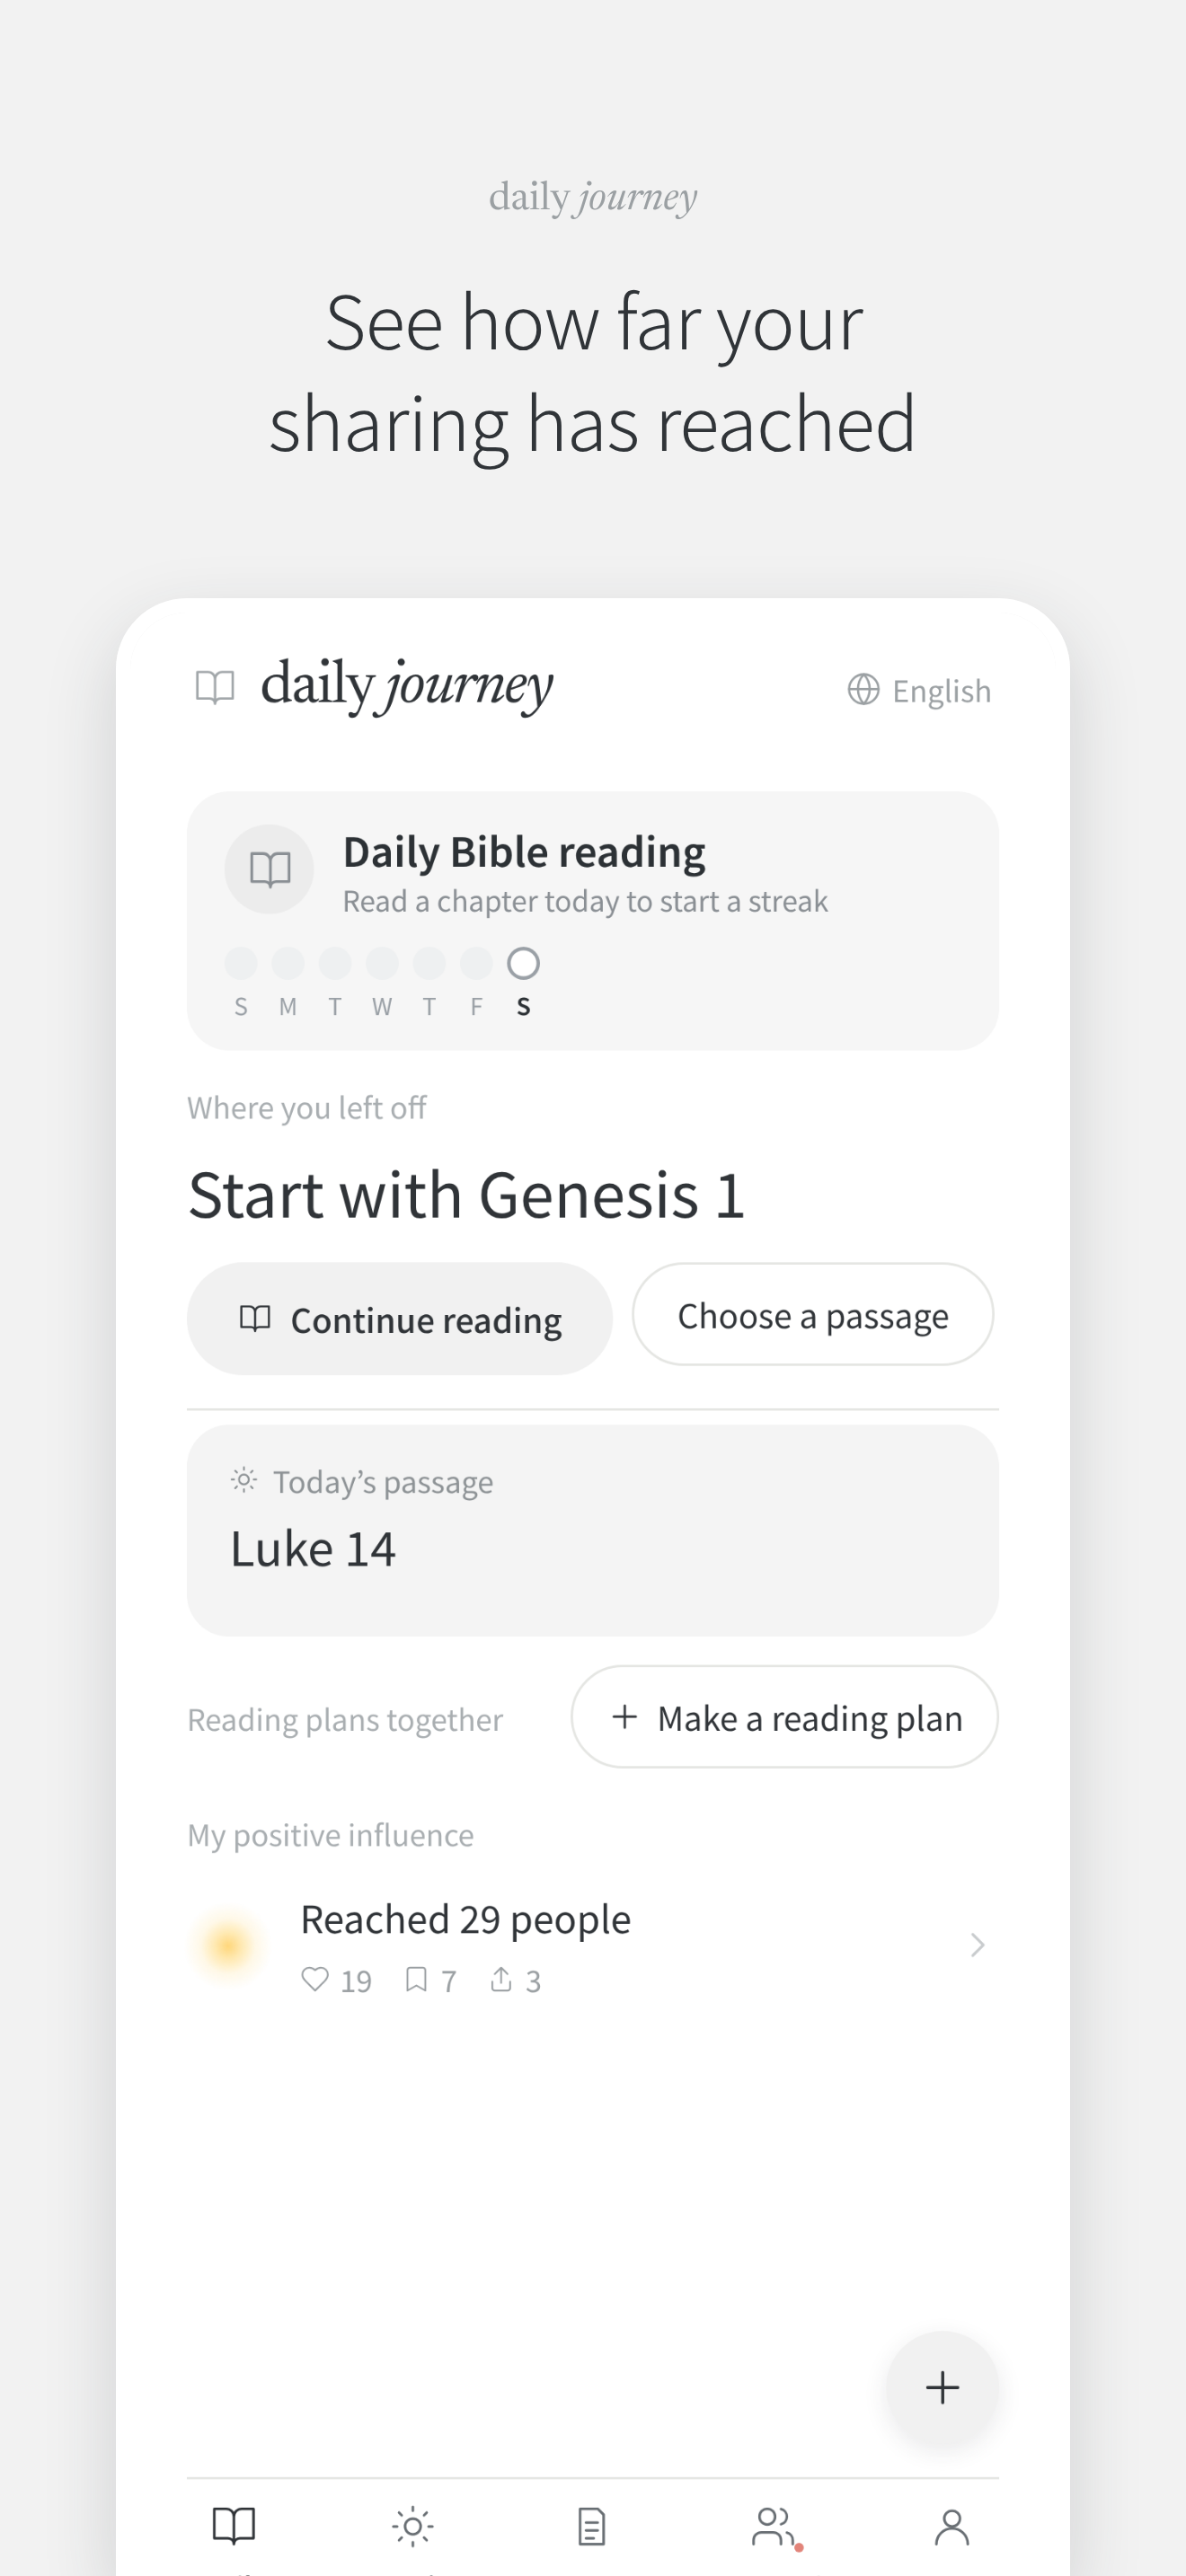 daily journey
See how far your
sharing has reached
daily journey
English
Daily Bible reading
Read a chapter today to start a streak
S M T W T F S
Where you left off
Start with Genesis 1
Continue reading
Choose a passage
Today’s passage
Luke 14
Reading plans together
+ Make a reading plan
My positive influence
Reached 29 people
19 7 3